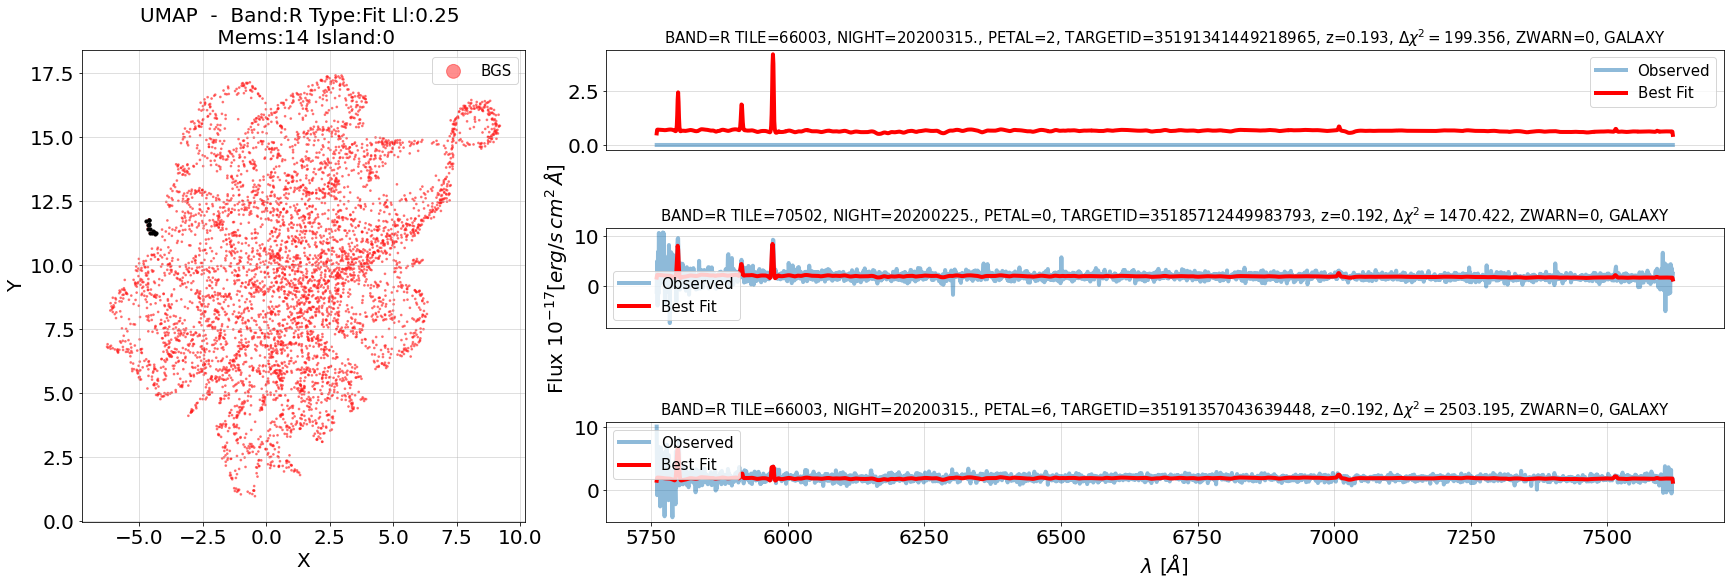 UMAP - Band:R Type:Fit Ll:0.25
Mems:14 Island:0
BGS
17.5
15.0
12.5
10.0
7.5
5.0
2.5
0.0
Y
−5.0 −2.5 0.0 2.5 5.0 7.5 10.0
X
BAND=R TILE=66003, NIGHT=20200315., PETAL=2, TARGETID=35191341449218965, z=0.193, Δχ² = 199.356, ZWARN=0, GALAXY
Observed
Best Fit
2.5
0.0
Flux 10⁻¹⁷[erg/s cm² Å]
BAND=R TILE=70502, NIGHT=20200225., PETAL=0, TARGETID=35185712449983793, z=0.192, Δχ² = 1470.422, ZWARN=0, GALAXY
10
0
Observed
Best Fit
BAND=R TILE=66003, NIGHT=20200315., PETAL=6, TARGETID=35191357043639448, z=0.192, Δχ² = 2503.195, ZWARN=0, GALAXY
10
0
Observed
Best Fit
5750 6000 6250 6500 6750 7000 7250 7500
λ [Å]